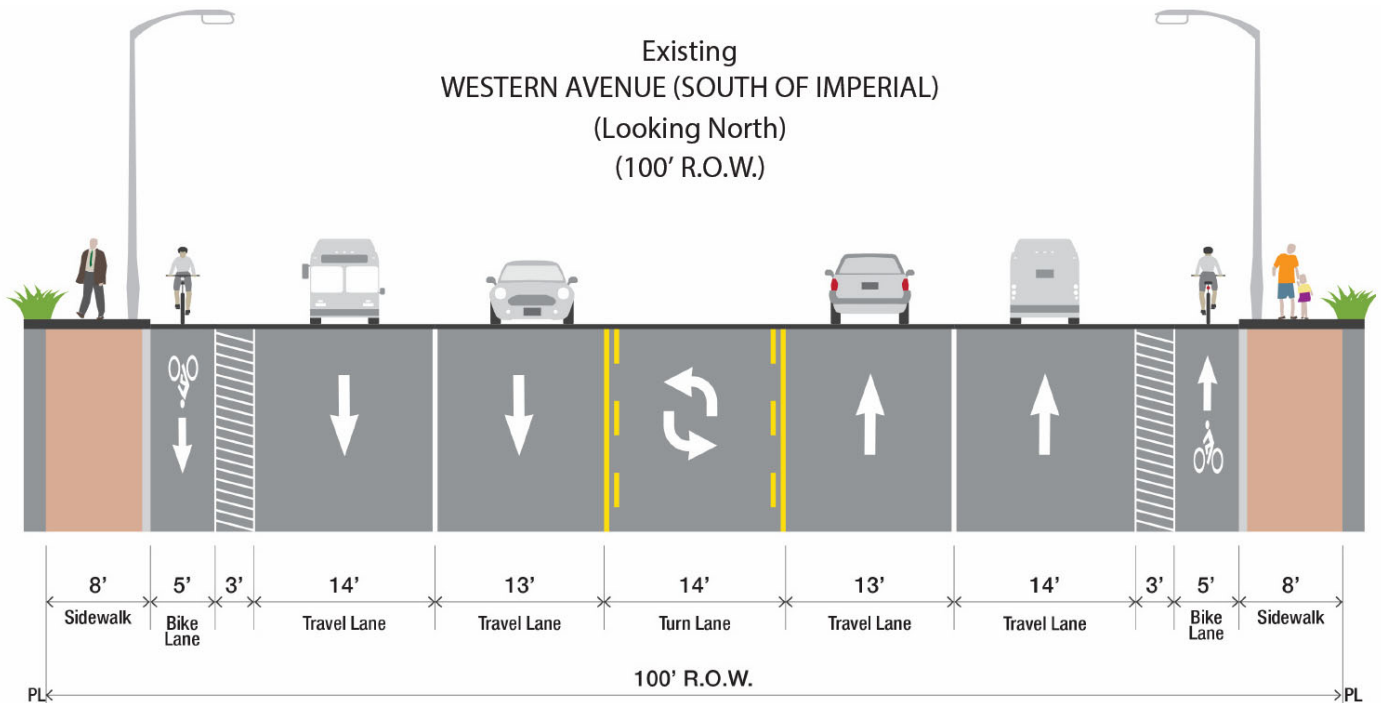 Existing
WESTERN AVENUE (SOUTH OF IMPERIAL)
(Looking North)
(100’ R.O.W.)
8’ 5’ 3’ 14’ 13’ 14’ 13’ 14’ 3’ 5’ 8’
Sidewalk Bike Lane Travel Lane Travel Lane Turn Lane Travel Lane Travel Lane Bike Lane Sidewalk
100’ R.O.W.
PL PL